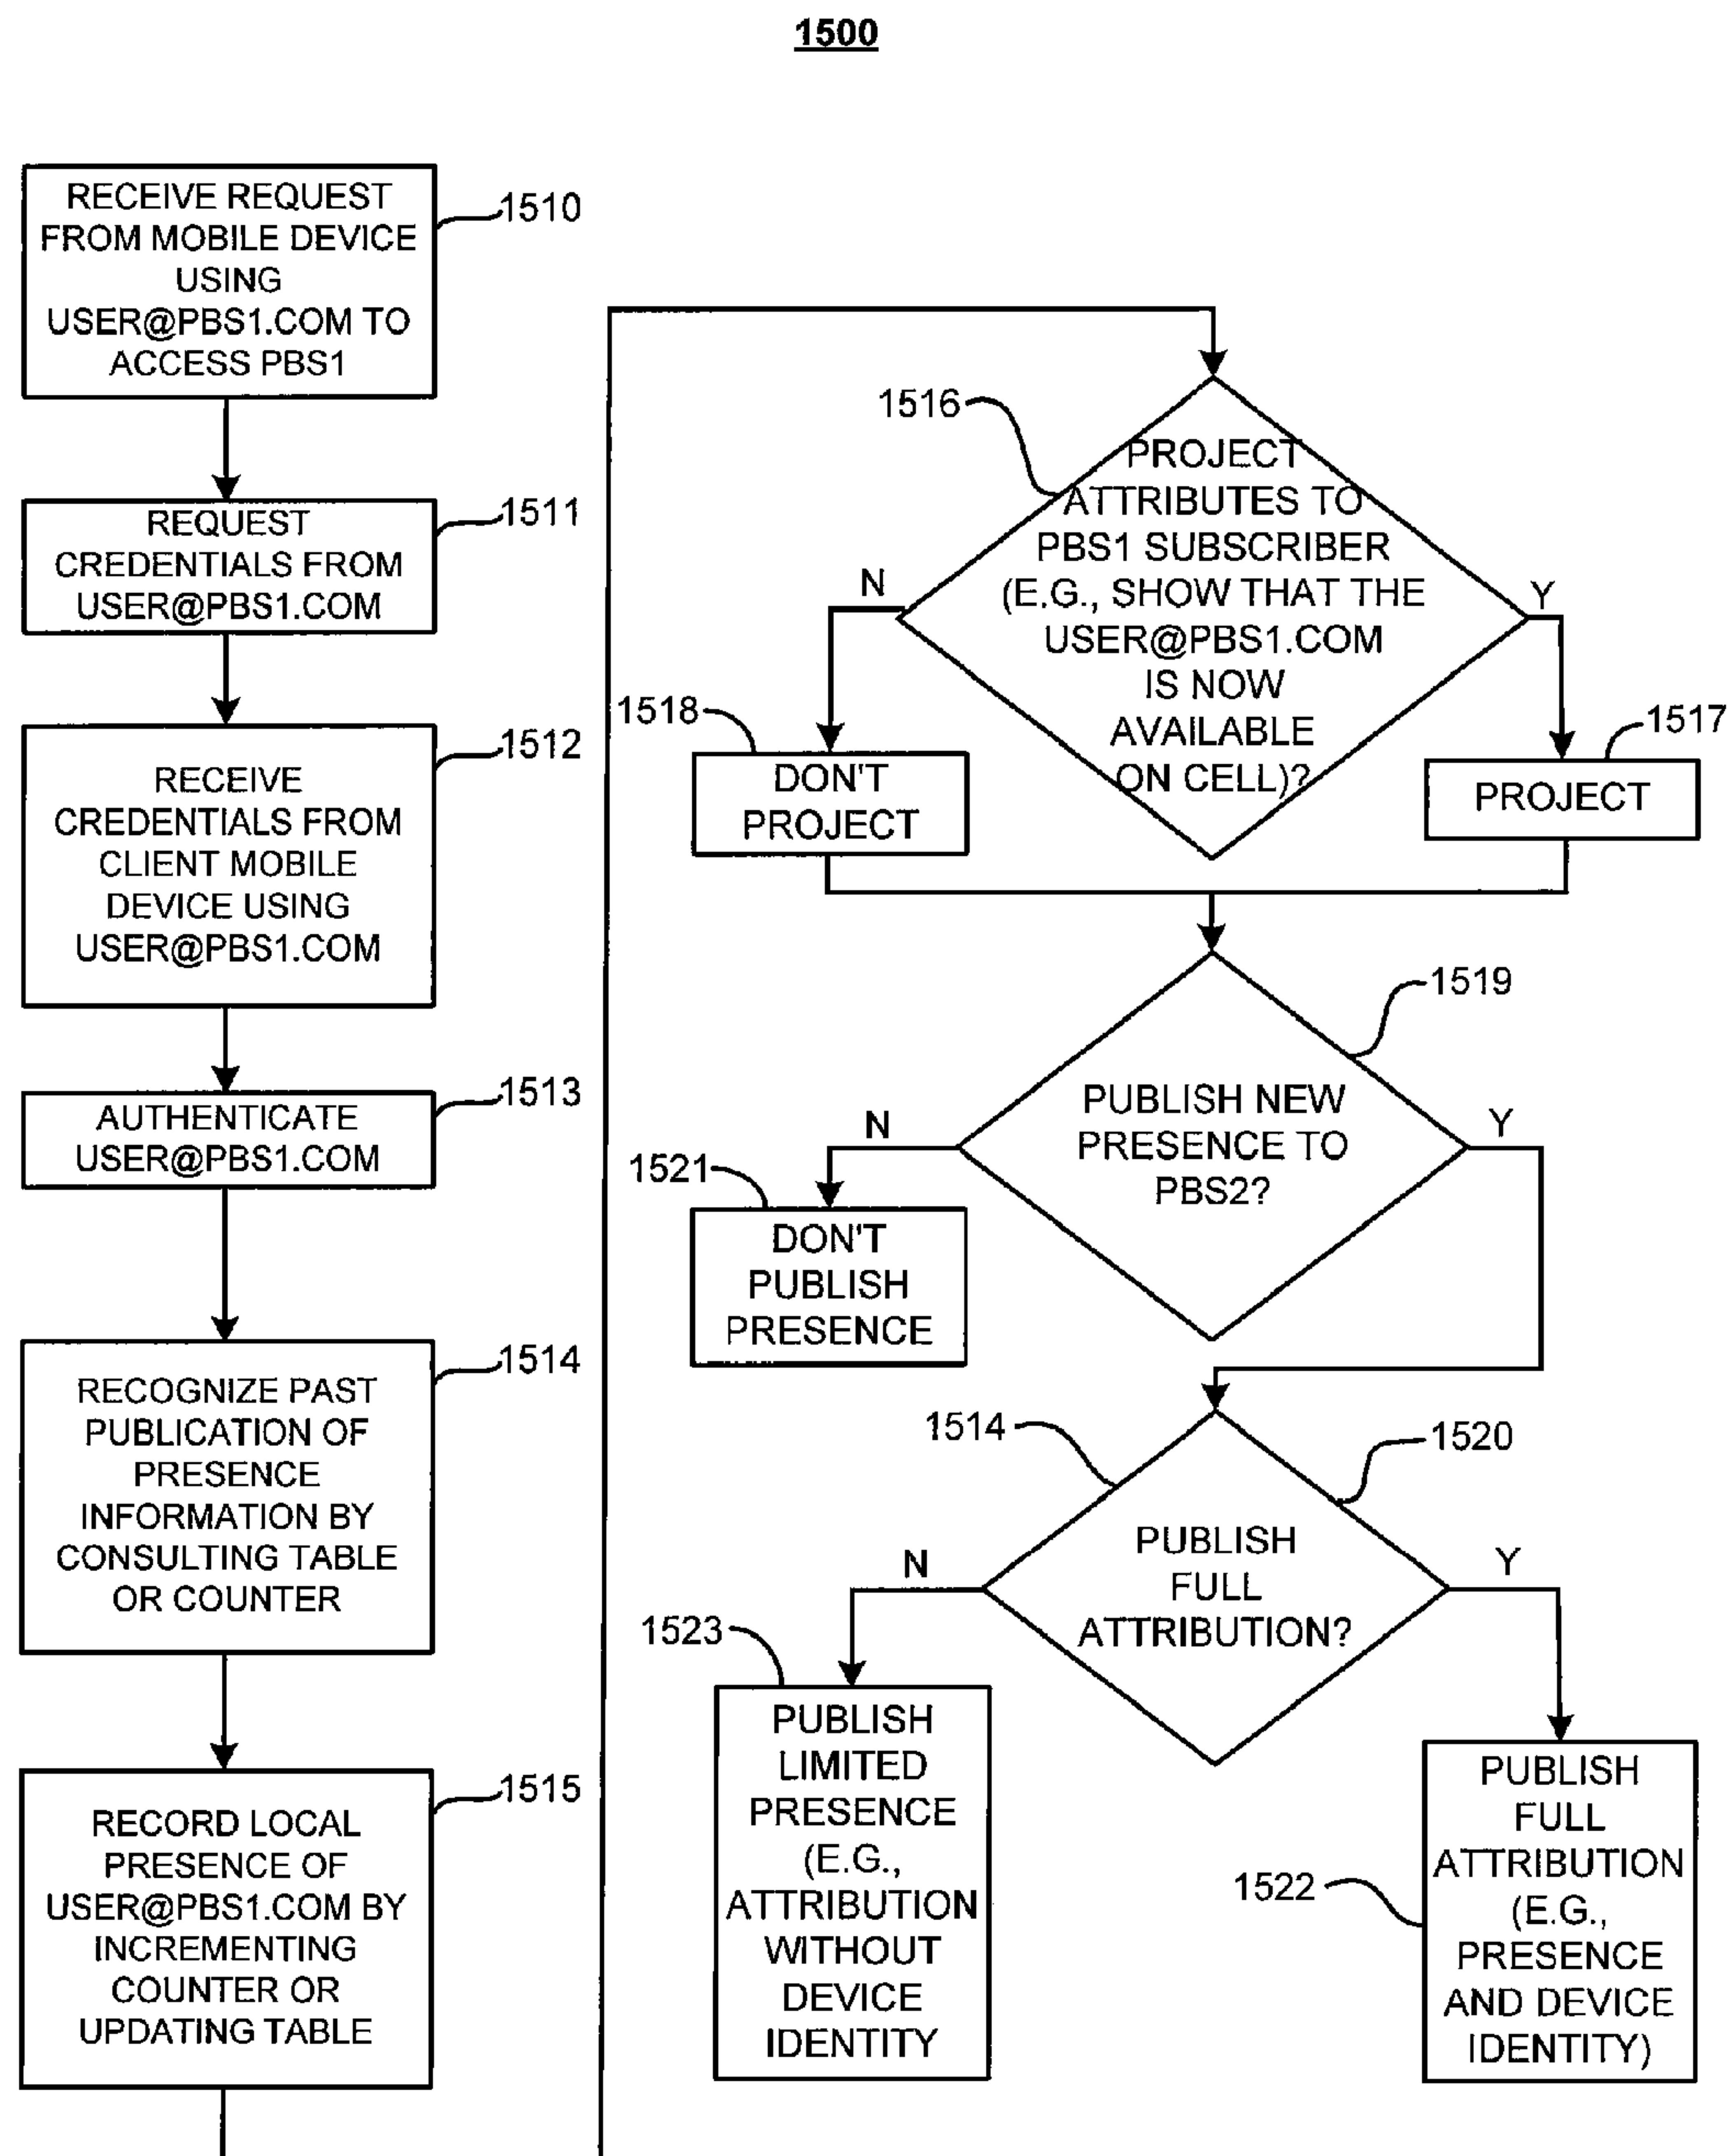 1500
RECEIVE REQUEST
FROM MOBILE DEVICE
USING
USER@PBS1.COM TO
ACCESS PBS1
1510
REQUEST
CREDENTIALS FROM
USER@PBS1.COM
1511
RECEIVE
CREDENTIALS FROM
CLIENT MOBILE
DEVICE USING
USER@PBS1.COM
1512
AUTHENTICATE
USER@PBS1.COM
1513
RECOGNIZE PAST
PUBLICATION OF
PRESENCE
INFORMATION BY
CONSULTING TABLE
OR COUNTER
1514
RECORD LOCAL
PRESENCE OF
USER@PBS1.COM BY
INCREMENTING
COUNTER OR
UPDATING TABLE
1515
1516
PROJECT
ATTRIBUTES TO
PBS1 SUBSCRIBER
(E.G., SHOW THAT THE
USER@PBS1.COM
IS NOW
AVAILABLE
ON CELL)?
N
Y
1518
DON'T
PROJECT
1517
PROJECT
1519
PUBLISH NEW
PRESENCE TO
PBS2?
N
Y
1521
DON'T
PUBLISH
PRESENCE
1514
1520
PUBLISH
FULL
ATTRIBUTION?
N
Y
1523
PUBLISH
LIMITED
PRESENCE
(E.G.,
ATTRIBUTION
WITHOUT
DEVICE
IDENTITY
1522
PUBLISH
FULL
ATTRIBUTION
(E.G.,
PRESENCE
AND DEVICE
IDENTITY)